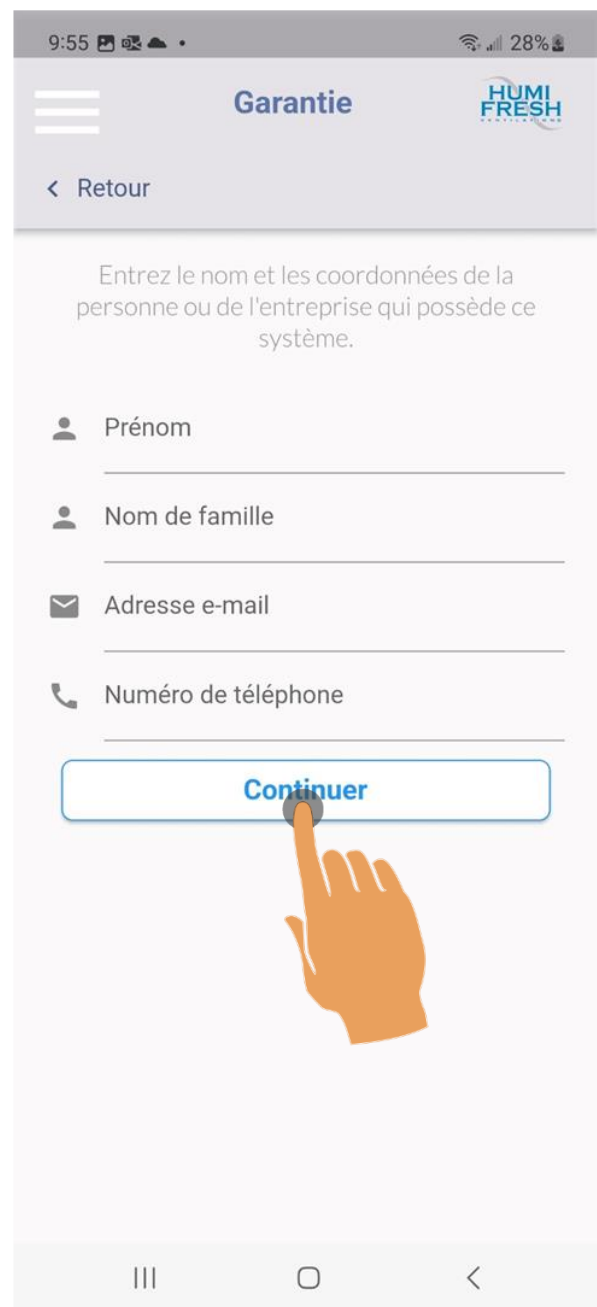 9:55 28%
Garantie
HUMI
FRESH
VENTILATIONS
< Retour
Entrez le nom et les coordonnées de la
personne ou de l'entreprise qui possède ce
système.
Prénom
Nom de famille
Adresse e-mail
Numéro de téléphone
Continuer